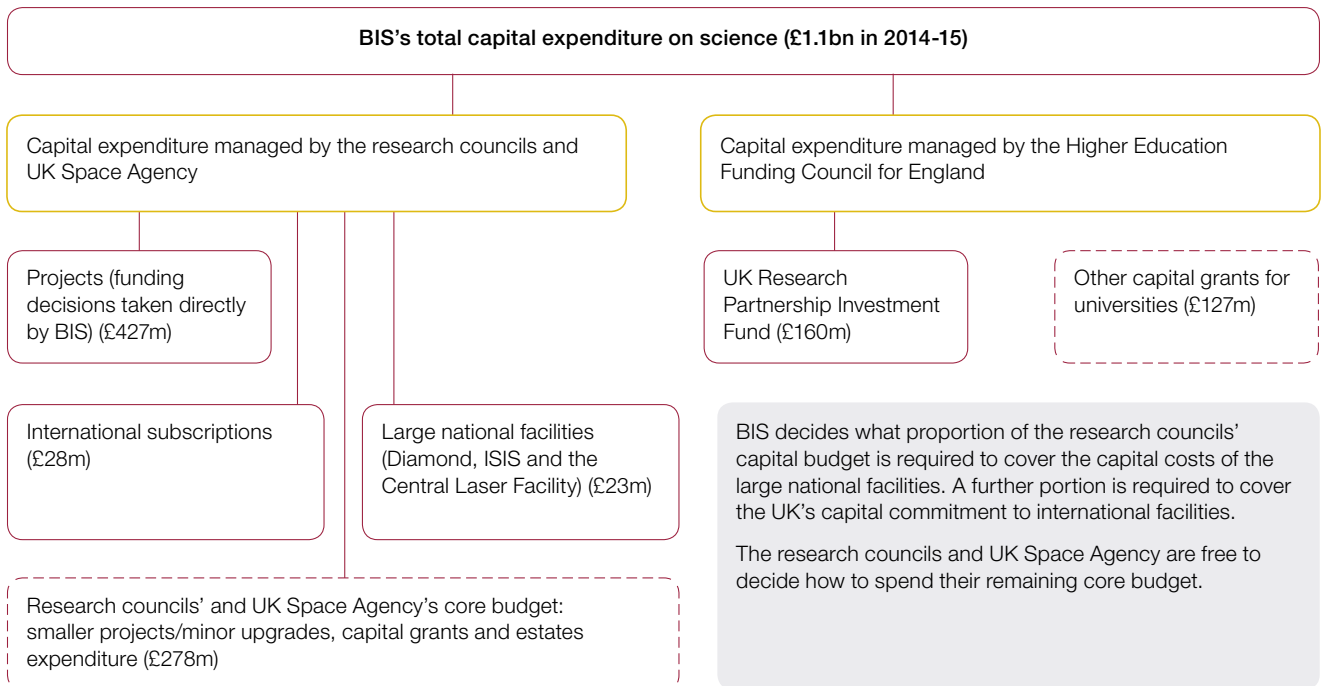 BIS's total capital expenditure on science (£1.1bn in 2014-15)
Capital expenditure managed by the research councils and
UK Space Agency
Capital expenditure managed by the Higher Education
Funding Council for England
Projects (funding
decisions taken directly
by BIS) (£427m)
UK Research
Partnership Investment
Fund (£160m)
Other capital grants for
universities (£127m)
International subscriptions
(£28m)
Large national facilities
(Diamond, ISIS and the
Central Laser Facility) (£23m)
BIS decides what proportion of the research councils'
capital budget is required to cover the capital costs of the
large national facilities. A further portion is required to cover
the UK's capital commitment to international facilities.
The research councils and UK Space Agency are free to
decide how to spend their remaining core budget.
Research councils' and UK Space Agency's core budget:
smaller projects/minor upgrades, capital grants and estates
expenditure (£278m)